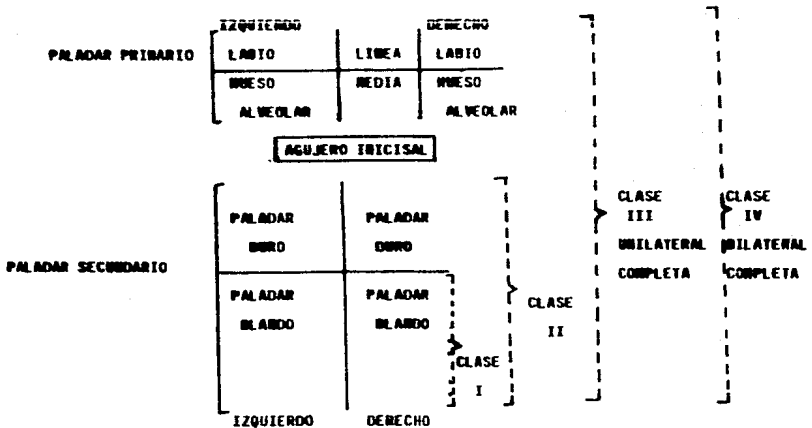 IZQUIERDO DERECHO
PALADAR PRIMARIO LABIO LINEA LABIO
HUESO MEDIA HUESO
ALVEOLAR ALVEOLAR
AGUJERO INICISAL
PALADAR PALADAR
DURO DURO
PALADAR SECUNDARIO
PALADAR PALADAR
BLANDO BLANDO
IZQUIERDO DERECHO
CLASE
I
CLASE
II
CLASE
III
UNILATERAL
COMPLETA
CLASE
IV
BILATERAL
COMPLETA